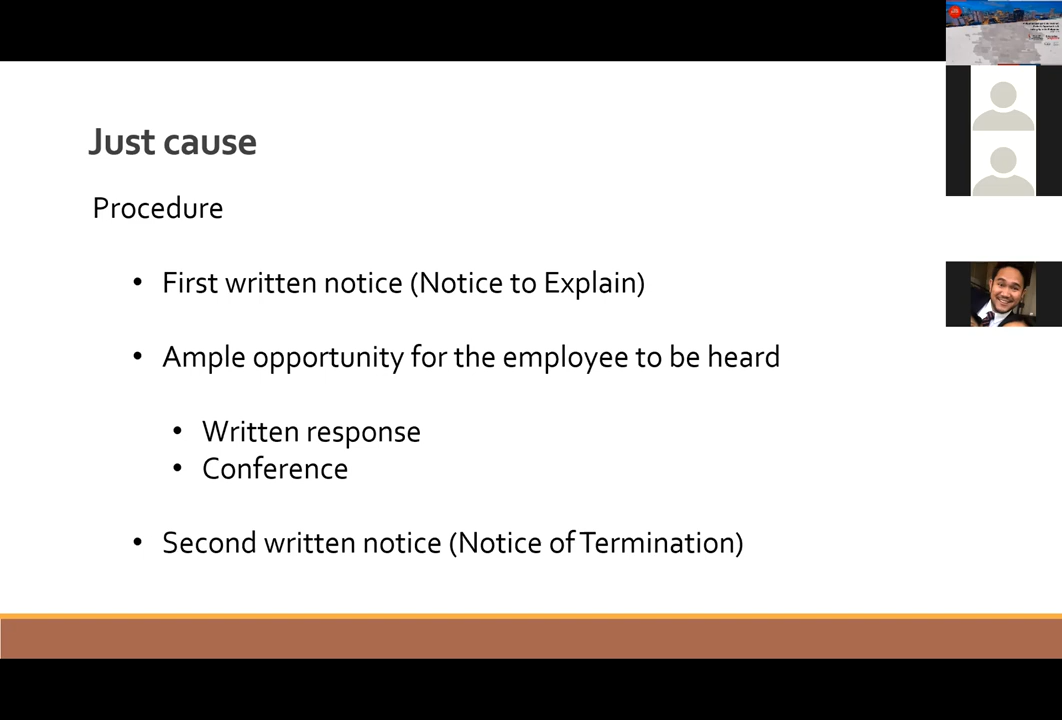 Just cause
Procedure
• First written notice (Notice to Explain)
• Ample opportunity for the employee to be heard
• Written response
• Conference
• Second written notice (Notice of Termination)